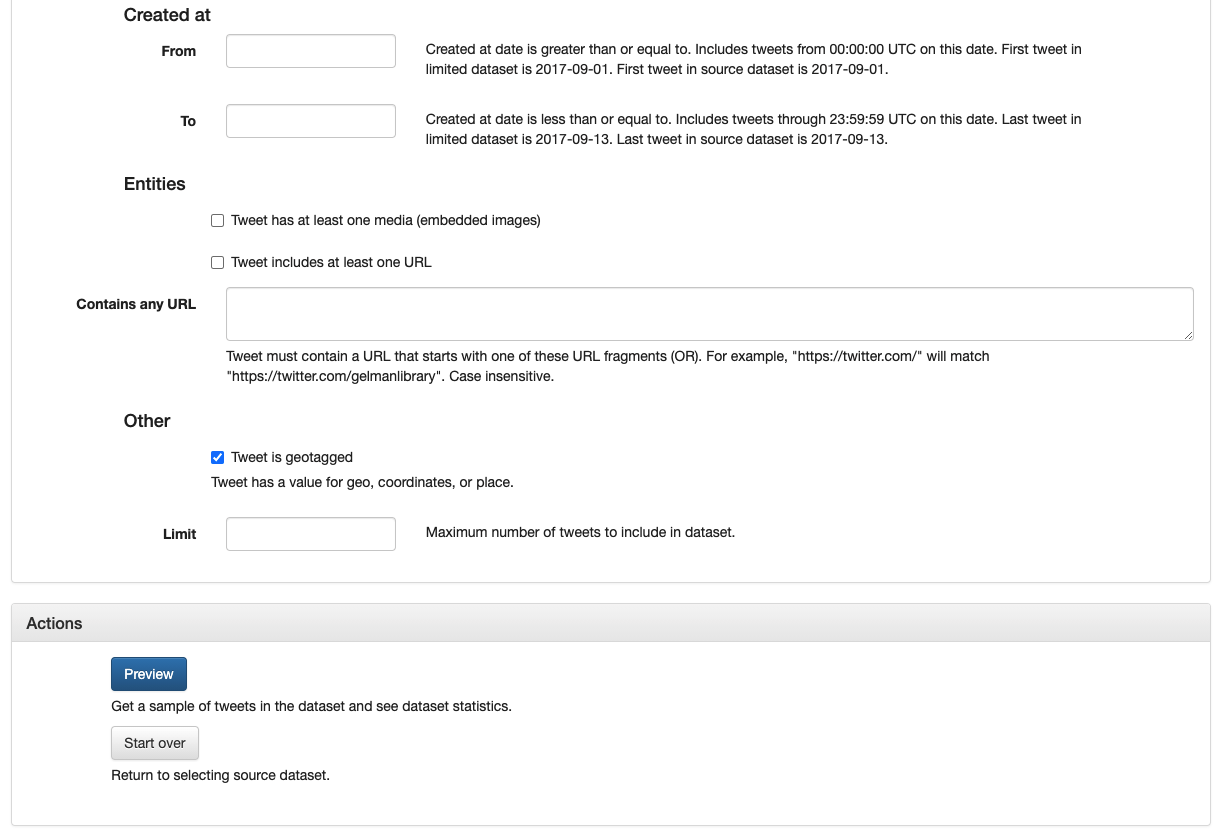 Created at
From
Created at date is greater than or equal to. Includes tweets from 00:00:00 UTC on this date. First tweet in
limited dataset is 2017-09-01. First tweet in source dataset is 2017-09-01.
To
Created at date is less than or equal to. Includes tweets through 23:59:59 UTC on this date. Last tweet in
limited dataset is 2017-09-13. Last tweet in source dataset is 2017-09-13.
Entities
Tweet has at least one media (embedded images)
Tweet includes at least one URL
Contains any URL
Tweet must contain a URL that starts with one of these URL fragments (OR). For example, "https://twitter.com/" will match
"https://twitter.com/gelmanlibrary". Case insensitive.
Other
Tweet is geotagged
Tweet has a value for geo, coordinates, or place.
Limit
Maximum number of tweets to include in dataset.
Actions
Preview
Get a sample of tweets in the dataset and see dataset statistics.
Start over
Return to selecting source dataset.